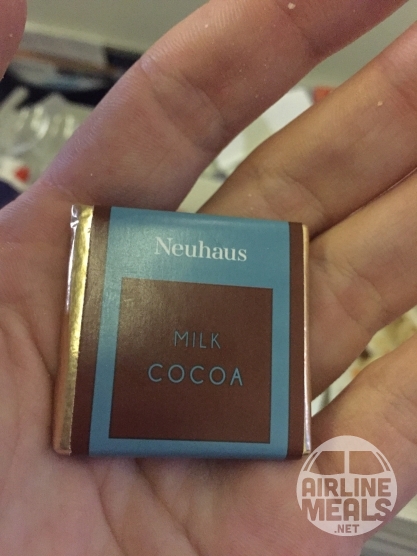 Neuhaus
MILK
COCOA
AIRLINE
MEALS
.NET